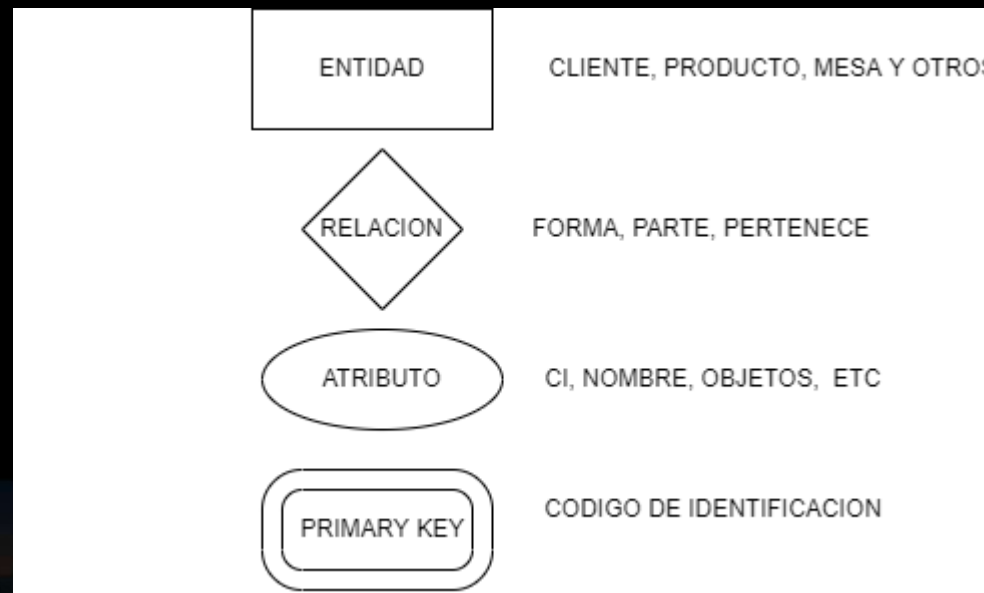 ENTIDAD
CLIENTE, PRODUCTO, MESA Y OTROS
RELACION
FORMA, PARTE, PERTENECE
ATRIBUTO
CI, NOMBRE, OBJETOS, ETC
PRIMARY KEY
CODIGO DE IDENTIFICACION